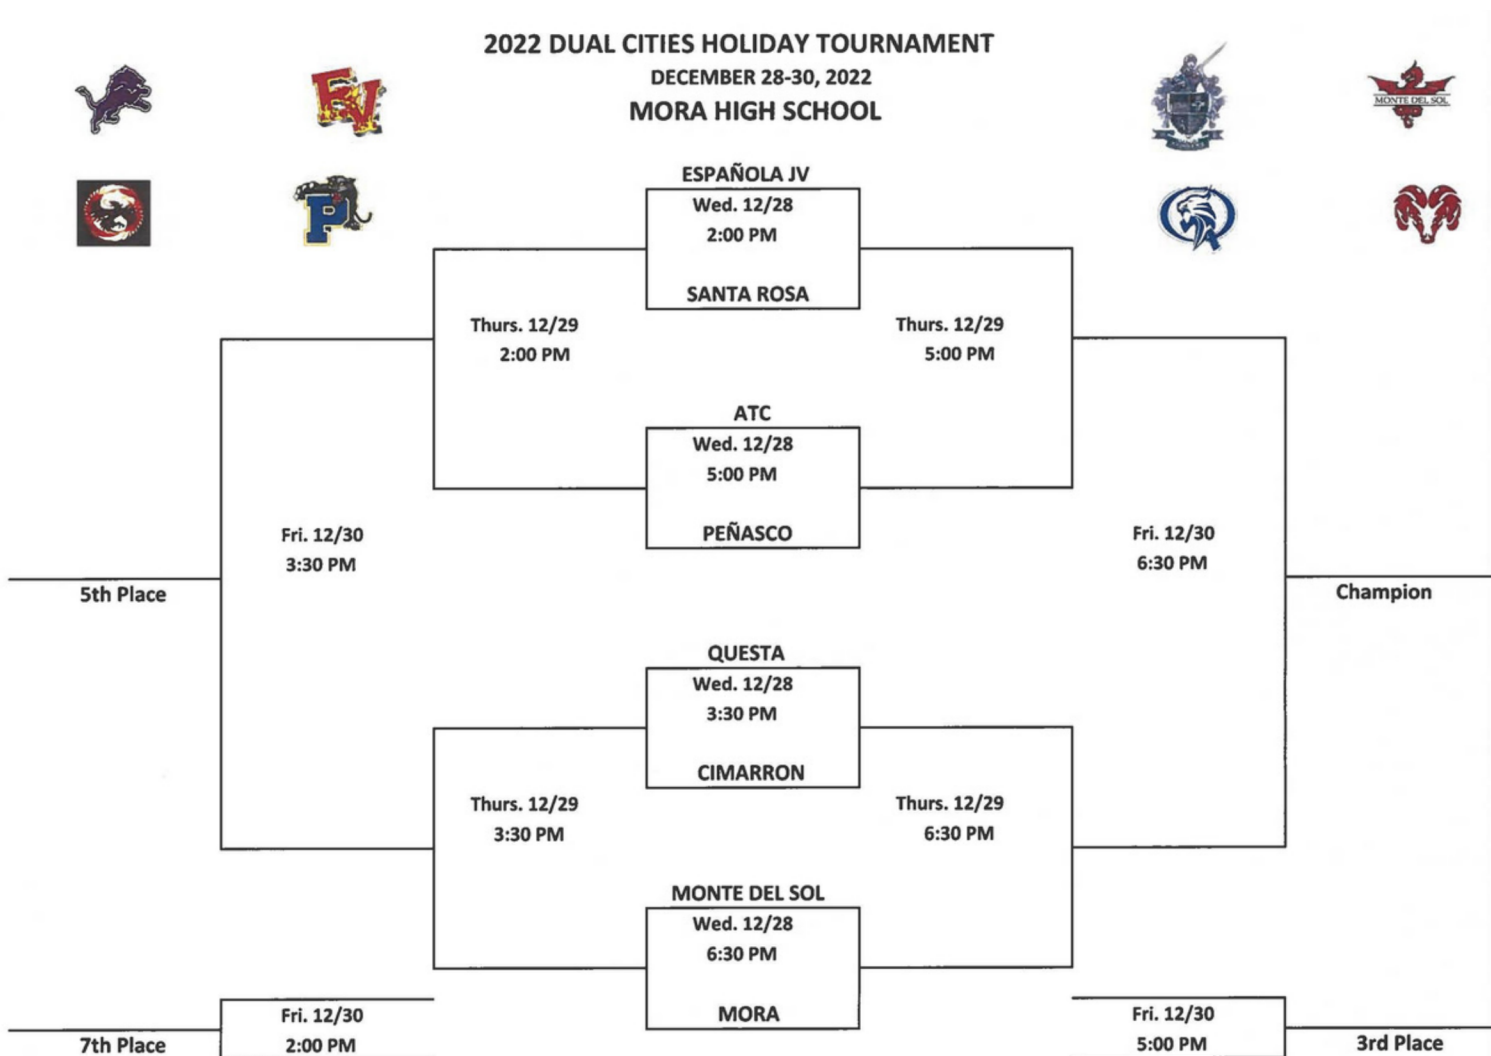 2022 DUAL CITIES HOLIDAY TOURNAMENT
DECEMBER 28-30, 2022
MORA HIGH SCHOOL
EV
MONTE DEL SOL
P
ESPAÑOLA JV
Wed. 12/28
2:00 PM
SANTA ROSA
Thurs. 12/29
2:00 PM
Thurs. 12/29
5:00 PM
ATC
Wed. 12/28
5:00 PM
PEÑASCO
Fri. 12/30
3:30 PM
Fri. 12/30
6:30 PM
5th Place
Champion
QUESTA
Wed. 12/28
3:30 PM
CIMARRON
Thurs. 12/29
3:30 PM
Thurs. 12/29
6:30 PM
MONTE DEL SOL
Wed. 12/28
6:30 PM
MORA
Fri. 12/30
2:00 PM
7th Place
Fri. 12/30
5:00 PM
3rd Place